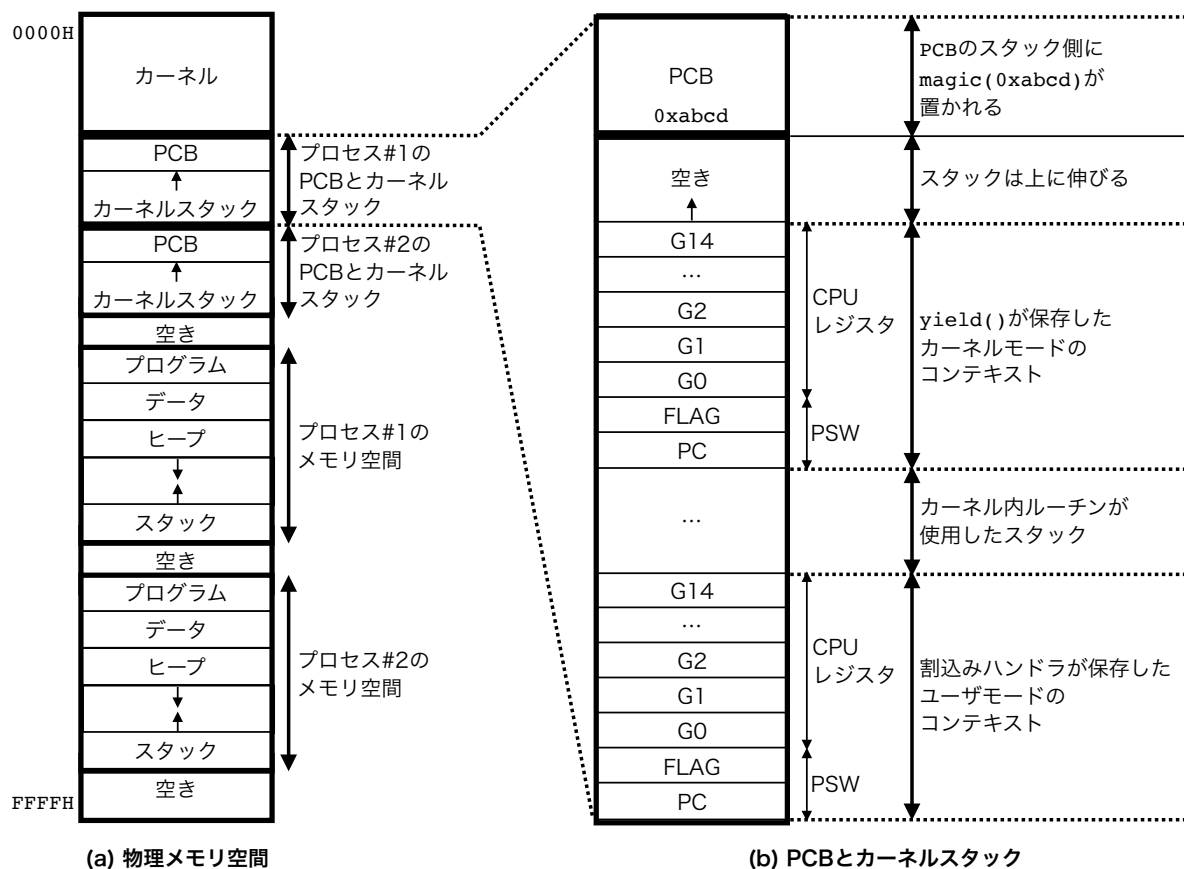 0000H
カーネル
PCB
カーネルスタック
プロセス#1の
PCBとカーネル
スタック
PCB
カーネルスタック
プロセス#2の
PCBとカーネル
スタック
空き
プログラム
データ
ヒープ
スタック
プロセス#1の
メモリ空間
空き
プログラム
データ
ヒープ
スタック
プロセス#2の
メモリ空間
空き
FFFFH
(a) 物理メモリ空間
PCB
0xabcd
PCBのスタック側に
magic(0xabcd)が
置かれる
空き
スタックは上に伸びる
G14
…
G2
G1
G0
CPU
レジスタ
FLAG
PC
PSW
yield()が保存した
カーネルモードの
コンテキスト
…
カーネル内ルーチンが
使用したスタック
G14
…
G2
G1
G0
CPU
レジスタ
FLAG
PC
PSW
割込みハンドラが保存した
ユーザモードの
コンテキスト
(b) PCBとカーネルスタック